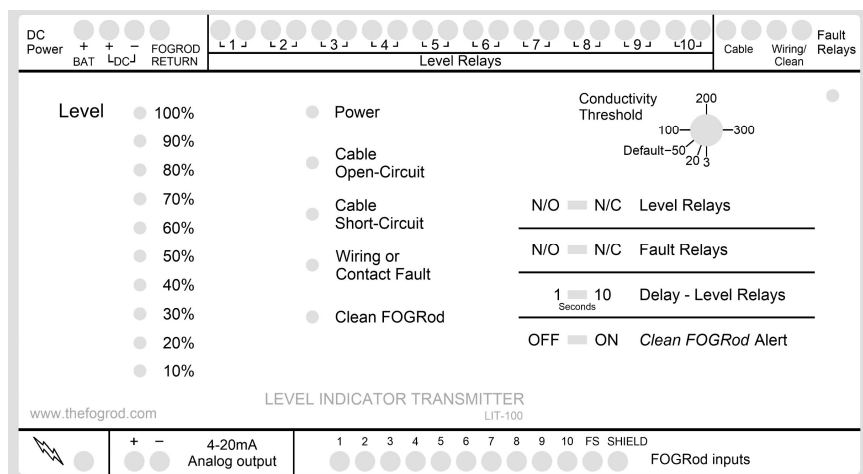 DC
Power
+ + −
BAT
DC
FOGROD
RETURN
1 2 3 4 5 6 7 8 9 10
Level Relays
Cable
Wiring/
Clean
Fault
Relays
Level
100%
90%
80%
70%
60%
50%
40%
30%
20%
10%
Power
Cable
Open-Circuit
Cable
Short-Circuit
Wiring or
Contact Fault
Clean FOGRod
Conductivity
Threshold
200
100
300
Default–50
20
3
N/O N/C Level Relays
N/O N/C Fault Relays
1 10 Delay - Level Relays
Seconds
OFF ON Clean FOGRod Alert
LEVEL INDICATOR TRANSMITTER
LIT-100
www.thefogrod.com
+ −
4-20mA
Analog output
1 2 3 4 5 6 7 8 9 10 FS SHIELD
FOGRod inputs